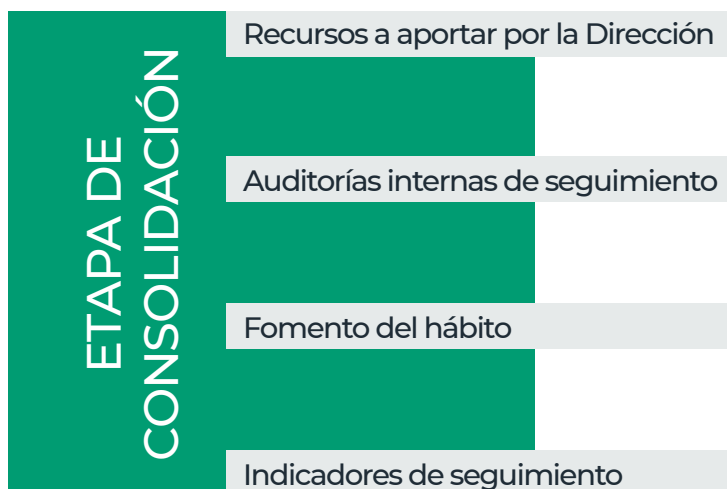 ETAPA DE
CONSOLIDACIÓN
Recursos a aportar por la Dirección
Auditorías internas de seguimiento
Fomento del hábito
Indicadores de seguimiento